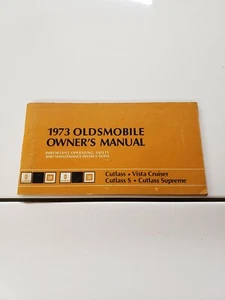 1973 OLDSMOBILE
OWNER'S MANUAL
IMPORTANT OPERATING, SAFETY
AND MAINTENANCE INSTRUCTIONS
Cutlass • Vista Cruiser
Cutlass S • Cutlass Supreme